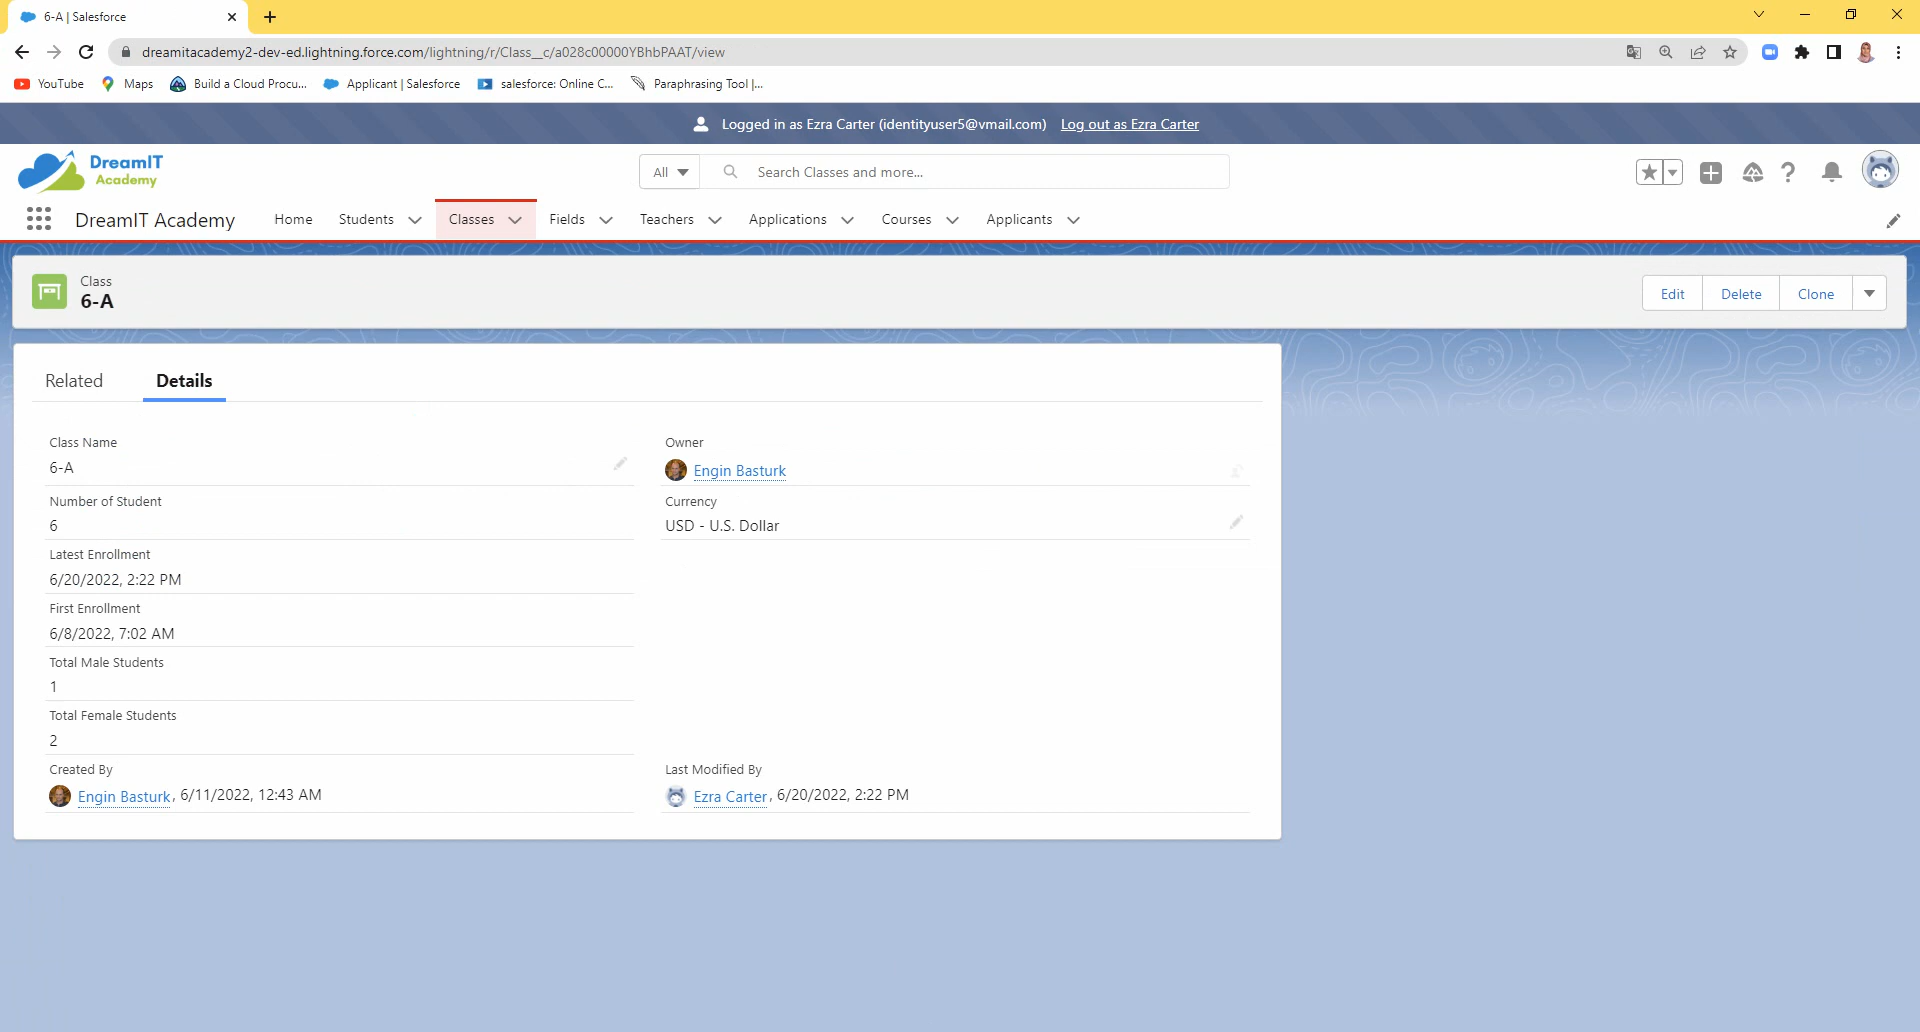 6-A | Salesforce
dreamitacademy2-dev-ed.lightning.force.com/lightning/r/Class__c/a028c00000YBhbPAAT/view
YouTube Maps Build a Cloud Procu... Applicant | Salesforce salesforce: Online C... Paraphrasing Tool |...
Logged in as Ezra Carter (identityuser5@vmail.com) Log out as Ezra Carter
DreamIT
Academy
All Search Classes and more...
DreamIT Academy Home Students Classes Fields Teachers Applications Courses Applicants
Class
6-A
Edit Delete Clone
Related Details
Class Name
6-A
Owner
Engin Basturk
Number of Student
6
Currency
USD - U.S. Dollar
Latest Enrollment
6/20/2022, 2:22 PM
First Enrollment
6/8/2022, 7:02 AM
Total Male Students
1
Total Female Students
2
Created By
Engin Basturk, 6/11/2022, 12:43 AM
Last Modified By
Ezra Carter, 6/20/2022, 2:22 PM